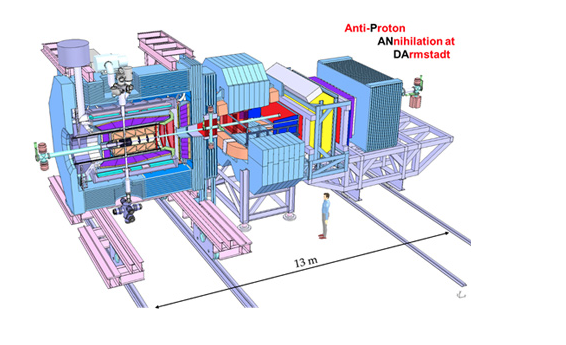 Anti-Proton
ANnihilation at
DArmstadt
13 m